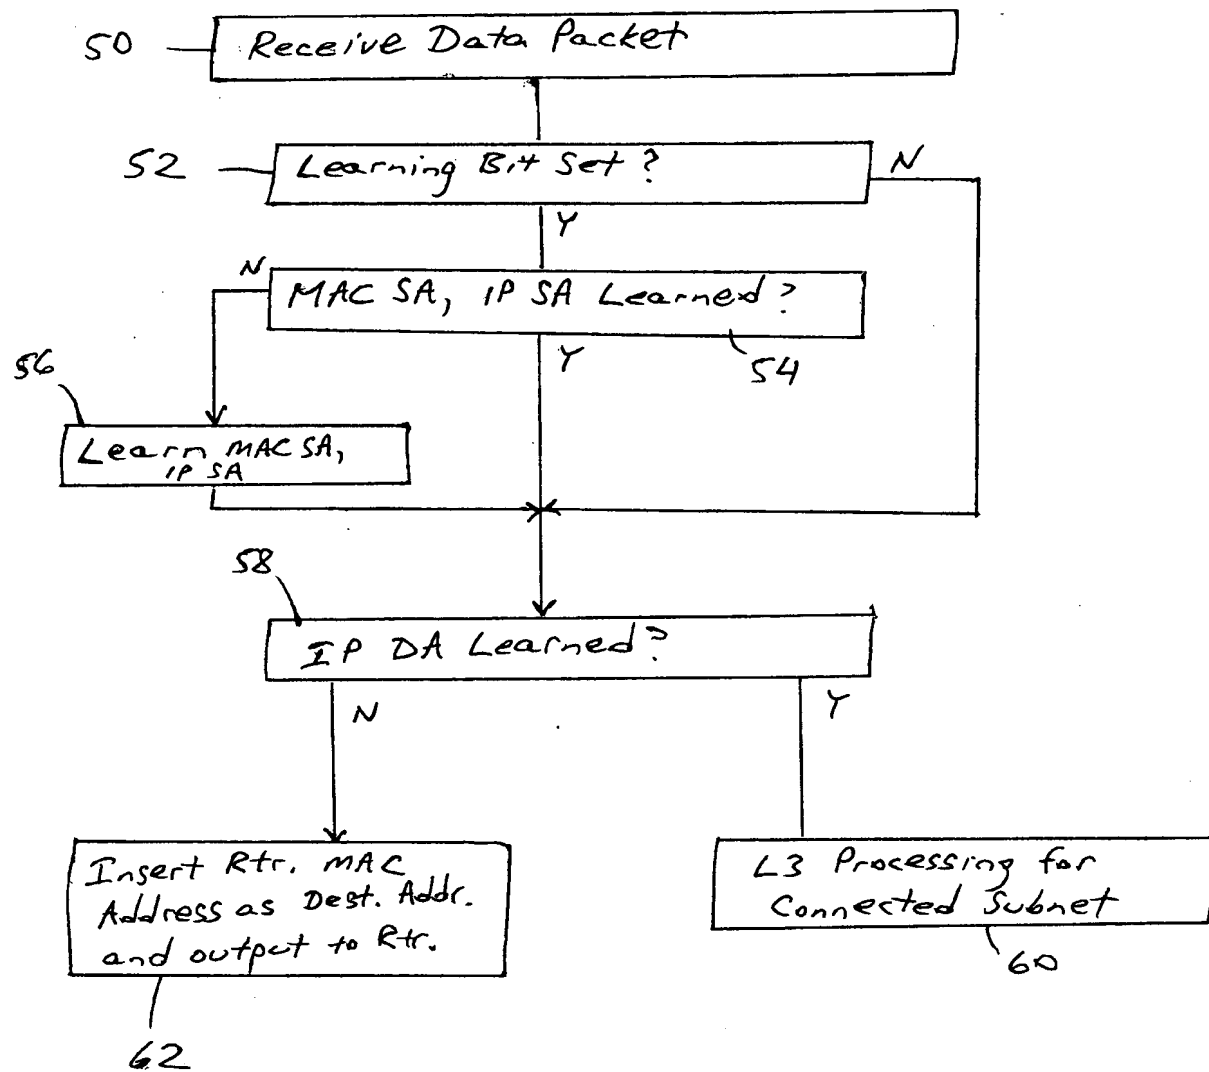 50
Receive Data Packet
52
Learning Bit Set?
N
Y
N
MAC SA, IP SA Learned?
Y
54
56
Learn MAC SA,
IP SA
58
IP DA Learned?
N
Y
Insert Rtr. MAC
Address as Dest. Addr.
and output to Rtr.
L3 Processing for
Connected Subnet
60
62